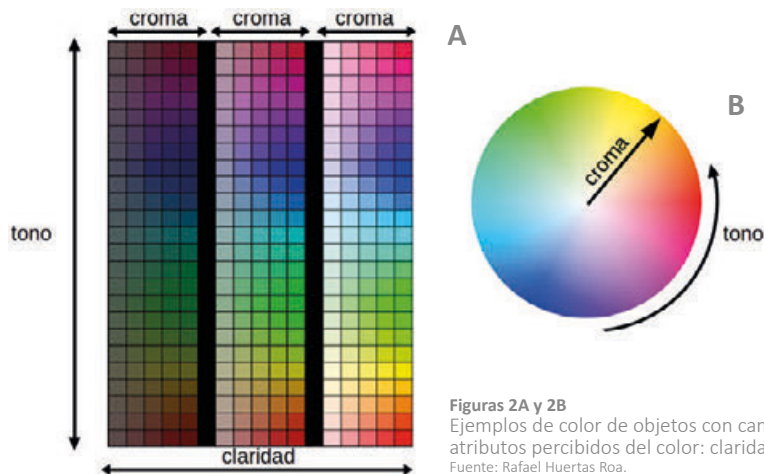 croma croma croma
A
tono
claridad
B
croma
tono
Figuras 2A y 2B
Ejemplos de color de objetos con
atributos percibidos del color:
Fuente: Rafael Huertas Roa.